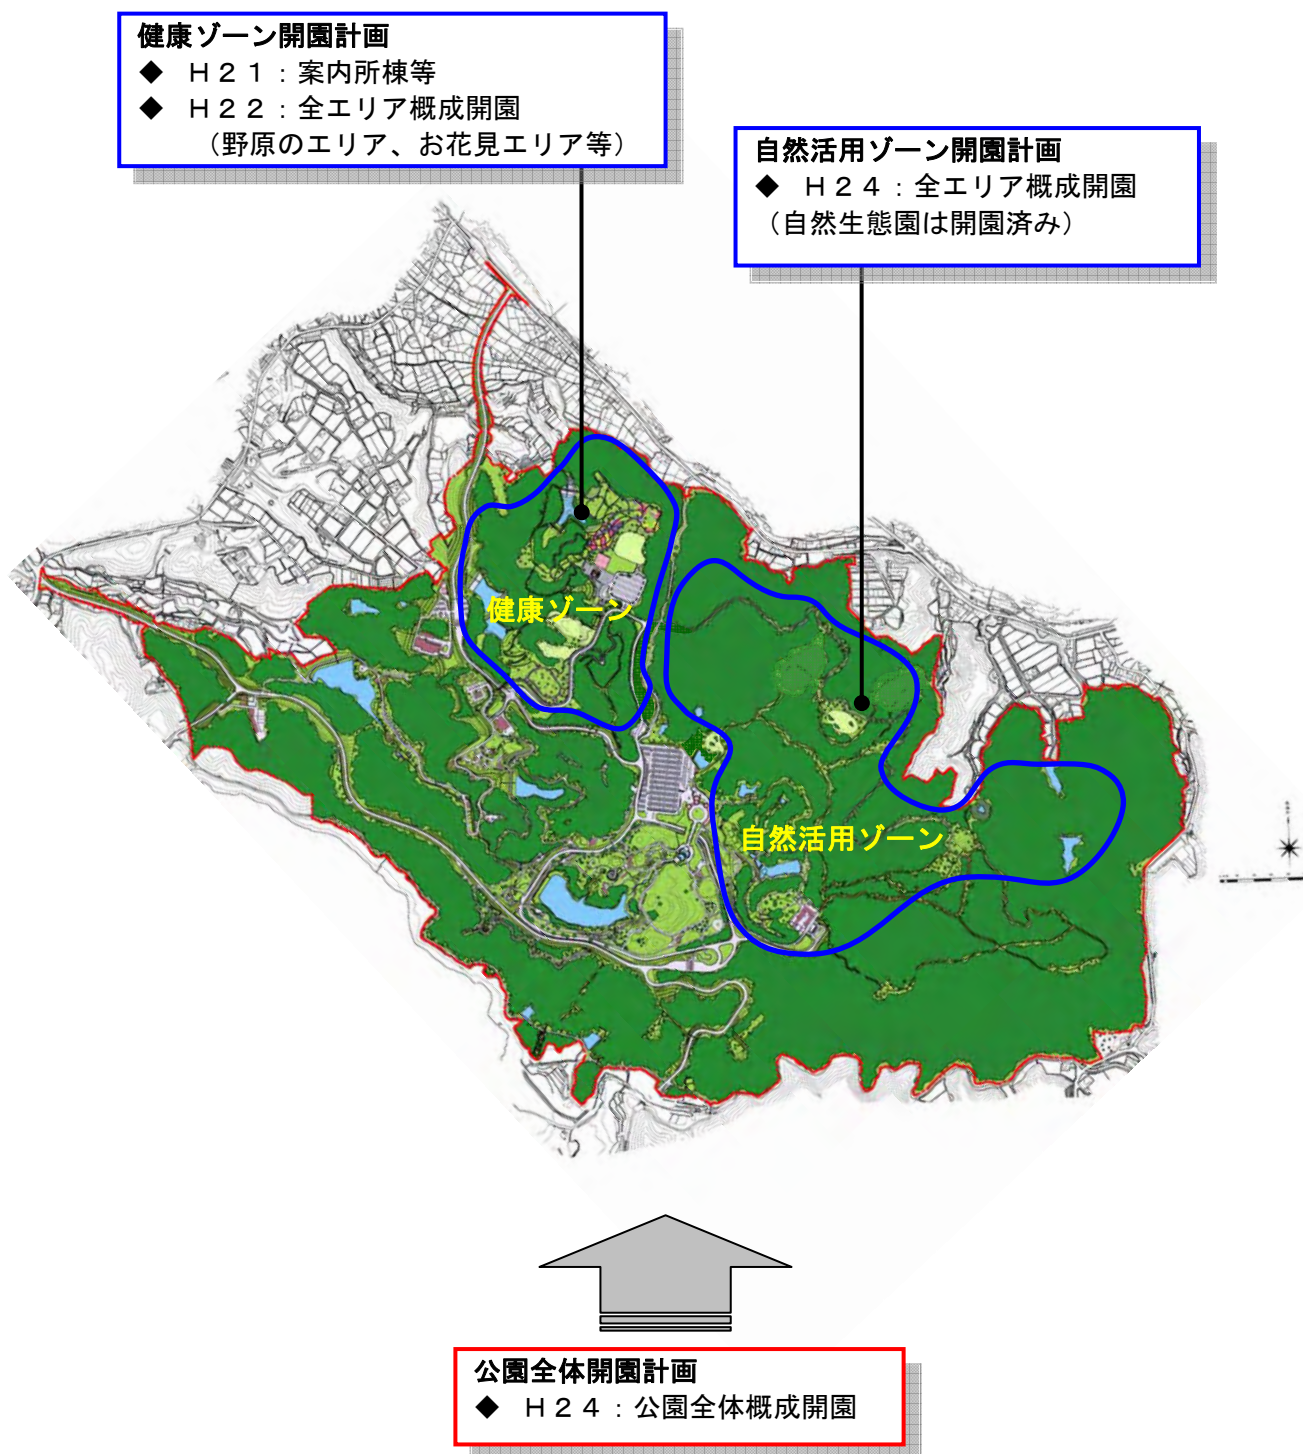 健康ゾーン開園計画
◆ Ｈ２１：案内所棟等
◆ Ｈ２２：全エリア概成開園
（野原のエリア、お花見エリア等）
自然活用ゾーン開園計画
◆ Ｈ２４：全エリア概成開園
（自然生態園は開園済み）
健康ゾーン
自然活用ゾーン
公園全体開園計画
◆ Ｈ２４：公園全体概成開園